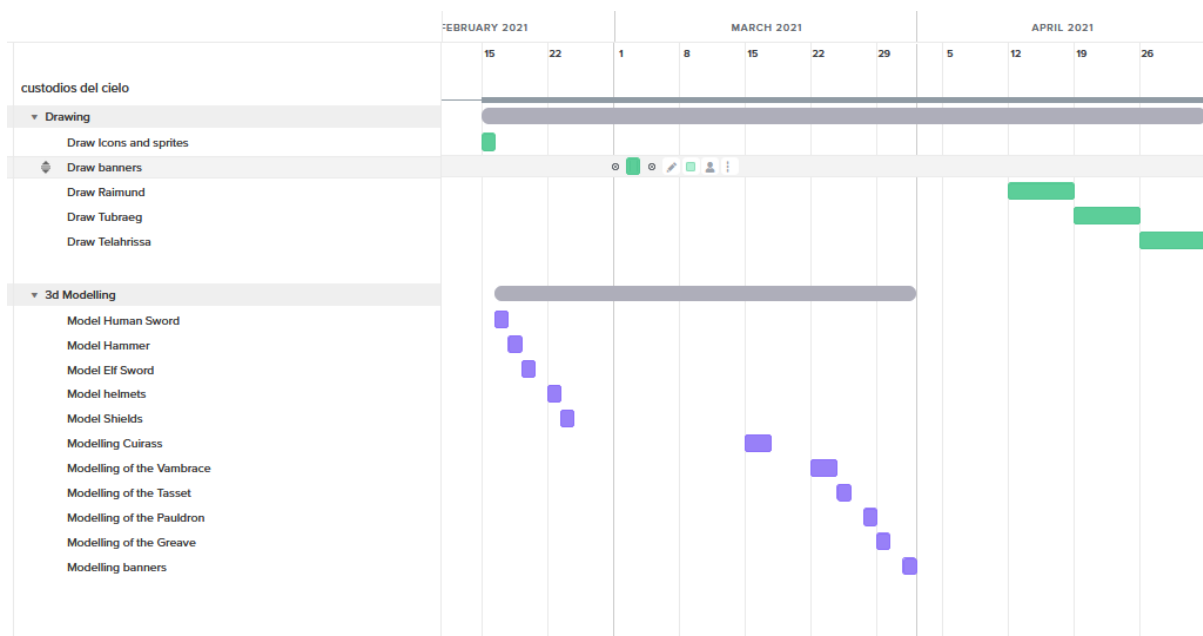 EBRUARY 2021 MARCH 2021 APRIL 2021
15 22 1 8 15 22 29 5 12 19 26
custodios del cielo
Drawing
Draw Icons and sprites
Draw banners
Draw Raimund
Draw Tubraeg
Draw Telahrissa
3d Modelling
Model Human Sword
Model Hammer
Model Elf Sword
Model helmets
Model Shields
Modelling Cuirass
Modelling of the Vambrace
Modelling of the Tasset
Modelling of the Pauldron
Modelling of the Greave
Modelling banners